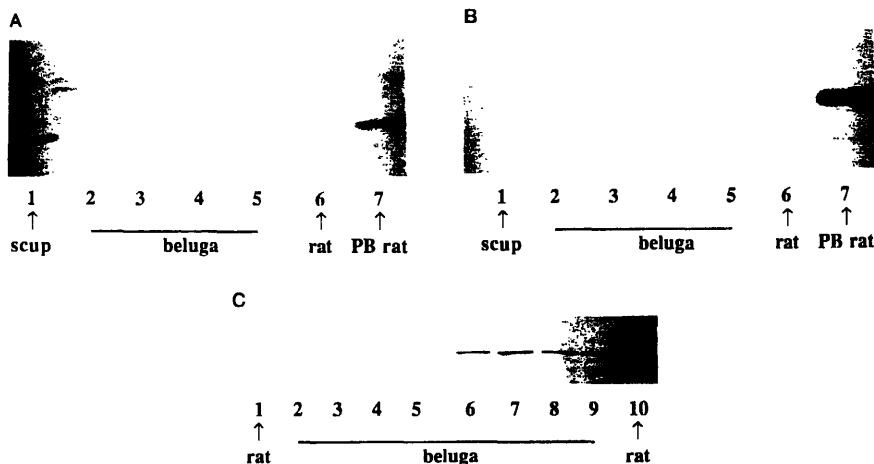 A
1 2 3 4 5 6 7
↑ ↑ ↑
scup beluga rat PB rat
B
1 2 3 4 5 6 7
↑ ↑ ↑
scup beluga rat PB rat
C
1 2 3 4 5 6 7 8 9 10
↑ ↑
rat beluga rat